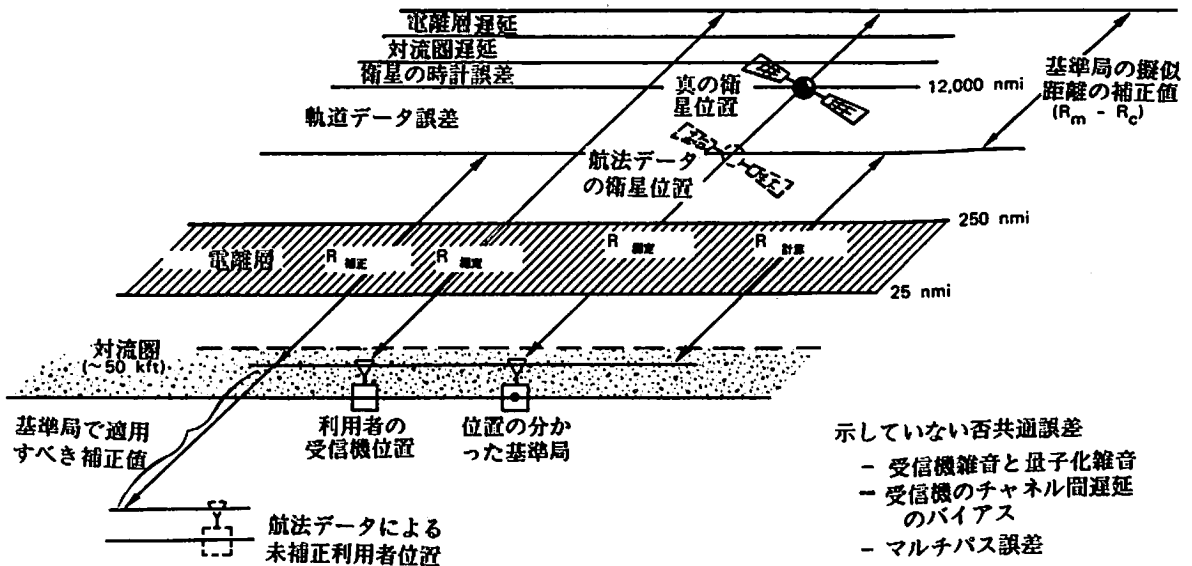 電離層遅延
対流圏遅延
衛星の時計誤差
軌道データ誤差
真の衛
星位置
12,000 nmi
基準局の擬似
距離の補正値
(Rm - Rc)
航法データ
の衛星位置
250 nmi
電離層
R 補正
R 測定
R 測定
R 計算
25 nmi
対流圏
(~50 kft)
基準局で適用
すべき補正値
利用者の
受信機位置
位置の分か
った基準局
航法データによる
未補正利用者位置
示していない否共通誤差
- 受信機雑音と量子化雑音
- 受信機のチャネル間遅延
のバイアス
- マルチパス誤差